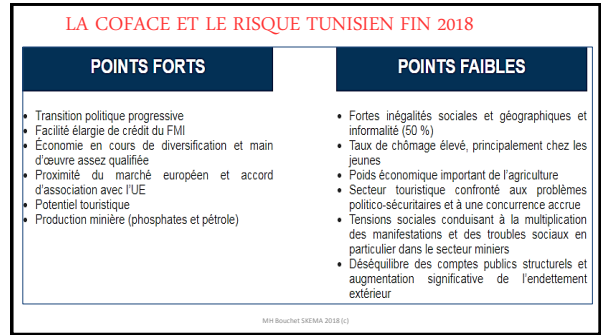 LA COFACE ET LE RISQUE TUNISIEN FIN 2018
POINTS FORTS
• Transition politique progressive
• Facilité élargie de crédit du FMI
• Économie en cours de diversification et main
d'œuvre assez qualifiée
• Proximité du marché européen et accord
d'association avec l'UE
• Potentiel touristique
• Production minière (phosphates et pétrole)
POINTS FAIBLES
• Fortes inégalités sociales et géographiques et
informalité (50 %)
• Taux de chômage élevé, principalement chez les
jeunes
• Poids économique important de l'agriculture
• Secteur touristique confronté aux problèmes
politico-sécuritaires et à une concurrence accrue
• Tensions sociales conduisant à la multiplication
des manifestations et des troubles sociaux en
particulier dans le secteur miniers
• Déséquilibre des comptes publics structurels et
augmentation significative de l'endettement
extérieur
MH Bouchet SKEMA 2018 (c)